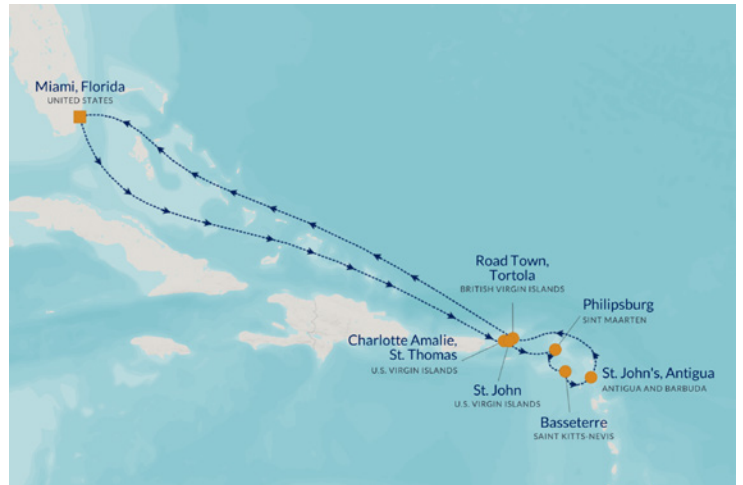 Miami, Florida
UNITED STATES
Road Town,
Tortola
BRITISH VIRGIN ISLANDS
Philipsburg
SINT MAARTEN
Charlotte Amalie,
St. Thomas
U.S. VIRGIN ISLANDS
St. John
U.S. VIRGIN ISLANDS
St. John's, Antigua
ANTIGUA AND BARBUDA
Basseterre
SAINT KITTS-NEVIS